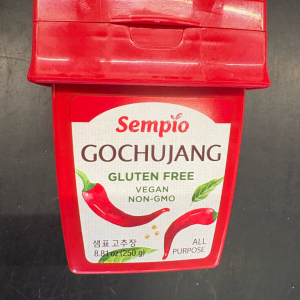 Sempio
GOCHUJANG
GLUTEN FREE
VEGAN
NON-GMO
샘표 고추장
8.81 oz (250 g)
ALL
PURPOSE